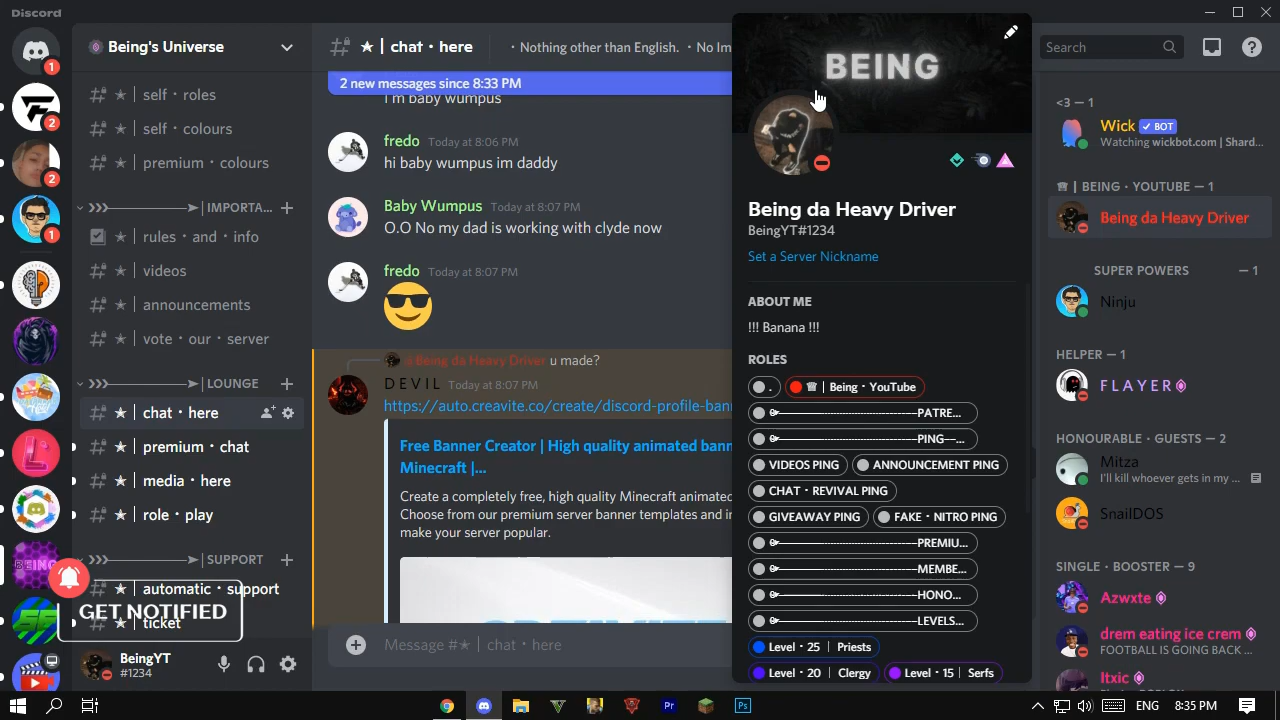 Discord
Being's Universe
★ | chat・here
・Nothing other than English. ・No Im
Search
2 new messages since 8:33 PM
1
2
2
1
★ self・roles
★ self・colours
★ premium・colours
IMPORTA...
rules・and・info
★ videos
★ announcements
★ vote・our・server
LOUNGE
★ chat・here
★ premium・chat
★ media・here
★ role・play
SUPPORT
★ automatic・support
★ ticket
GET NOTIFIED
BeingYT
#1234
I'm baby wumpus
fredo Today at 8:06 PM
hi baby wumpus im daddy
Baby Wumpus Today at 8:07 PM
O.O No my dad is working with clyde now
fredo Today at 8:07 PM
Being da Heavy Driver u made?
DEVIL Today at 8:07 PM
https://auto.creavite.co/create/discord-profile-ban
Free Banner Creator | High quality animated bann
Minecraft |...
Create a completely free, high quality Minecraft animated
Choose from our premium server banner templates and in
make your server popular.
Message #★ | chat・here
BEING
Being da Heavy Driver
BeingYT#1234
Set a Server Nickname
ABOUT ME
!!! Banana !!!
ROLES
.
☎ | Being・YouTube
PATRE...
PING—...
VIDEOS PING
ANNOUNCEMENT PING
CHAT・REVIVAL PING
GIVEAWAY PING
FAKE・NITRO PING
PREMIU...
MEMBE...
HONO...
LEVELS...
Level・25 | Priests
Level・20 | Clergy
Level・15 | Serfs
<3 — 1
Wick ✓ BOT
Watching wickbot.com | Shard...
☎ | BEING・YOUTUBE — 1
Being da Heavy Driver
SUPER POWERS — 1
Ninju
HELPER — 1
FLAYER
HONOURABLE・GUESTS — 2
Mitza
I'll kill whoever gets in my ...
SnailDOS
SINGLE・BOOSTER — 9
Azwxte
drem eating ice crem
FOOTBALL IS GOING BACK ...
Itxic
ENG
8:35 PM